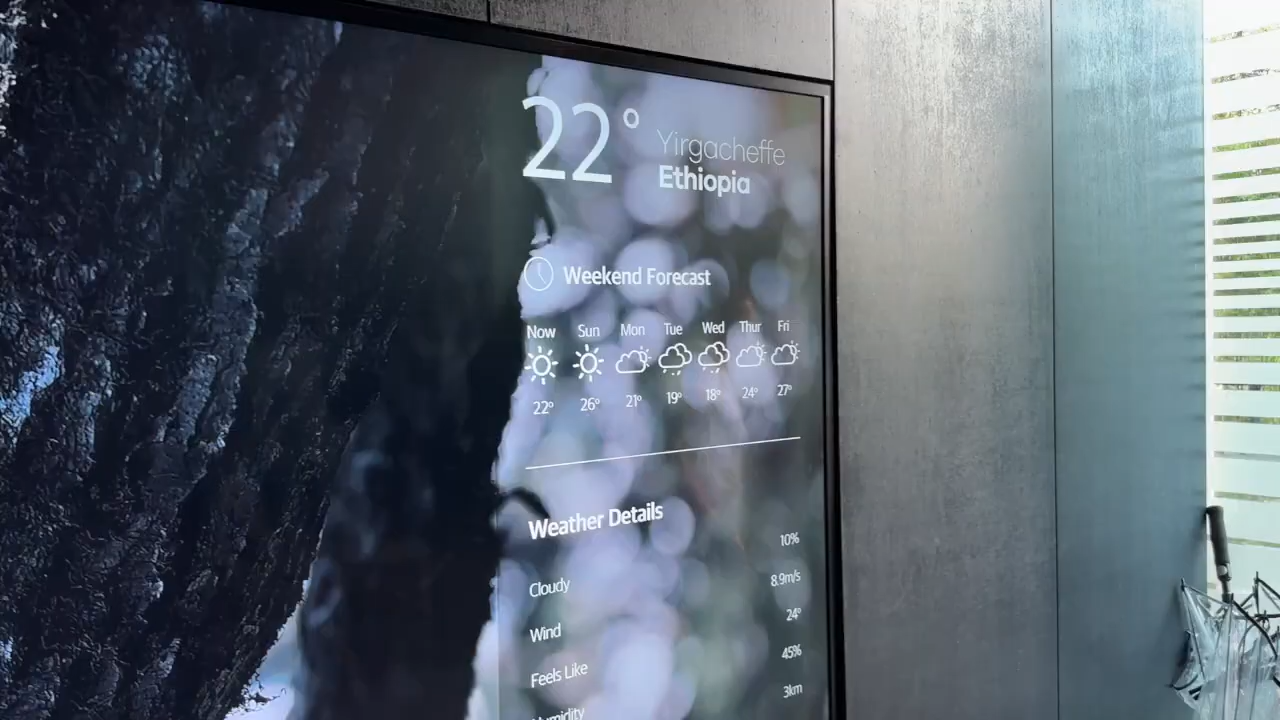 22° Yirgacheffe
Ethiopia
Weekend Forecast
Now Sun Mon Tue Wed Thur Fri
22° 26° 21° 19° 18° 24° 27°
Weather Details
10%
Cloudy 8.9m/s
Wind 24°
Feels Like 45%
Humidity 3km